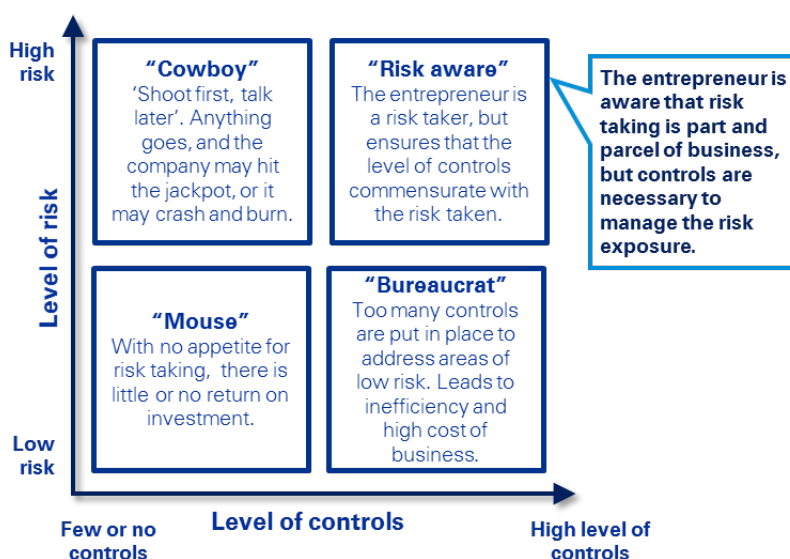 High
risk
"Cowboy"
'Shoot first, talk
later'. Anything
goes, and the
company may hit
the jackpot, or it
may crash and burn.
"Risk aware"
The entrepreneur is
a risk taker, but
ensures that the
level of controls
commensurate with
the risk taken.
The entrepreneur is
aware that risk
taking is part and
parcel of business,
but controls are
necessary to
manage the risk
exposure.
Level of risk
"Mouse"
With no appetite for
risk taking, there is
little or no return on
investment.
"Bureaucrat"
Too many controls
are put in place to
address areas of
low risk. Leads to
inefficiency and
high cost of
business.
Low
risk
Few or no
controls
Level of controls
High level of
controls